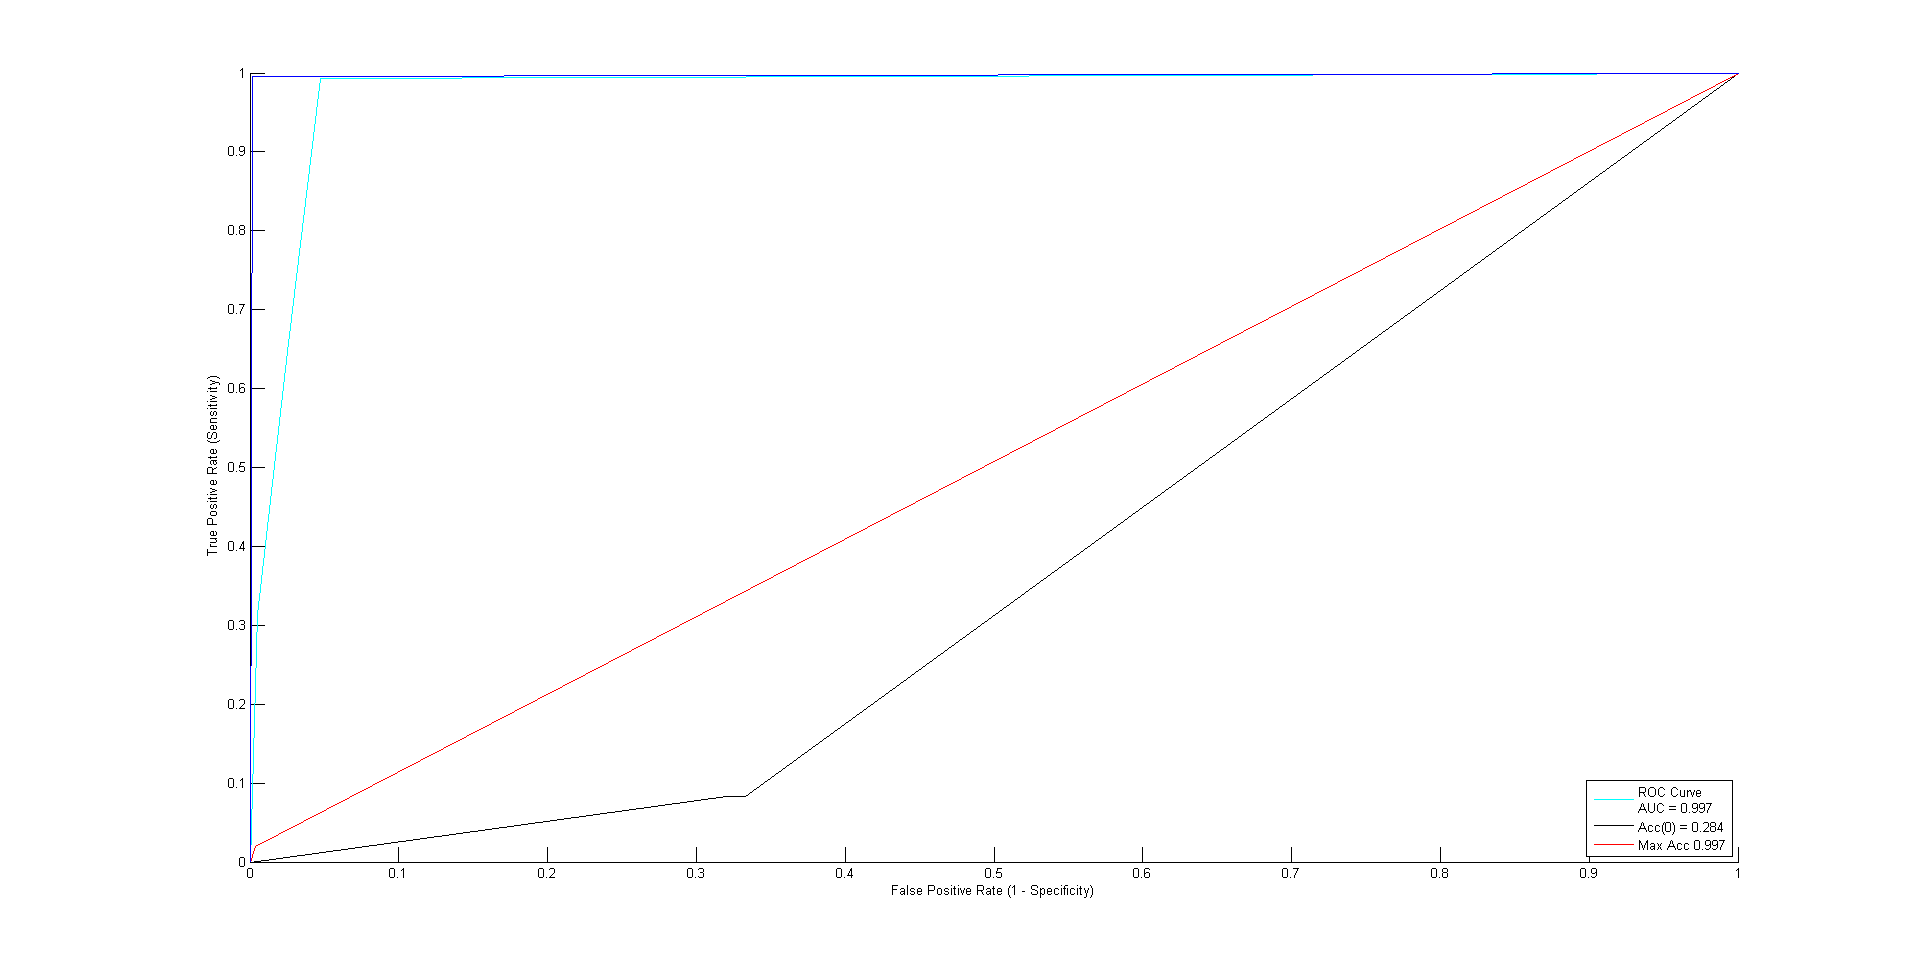 1
0.9
0.8
0.7
0.6
0.5
0.4
0.3
0.2
0.1
0
True Positive Rate (Sensitivity)
0 0.1 0.2 0.3 0.4 0.5 0.6 0.7 0.8 0.9 1
False Positive Rate (1 - Specificity)
ROC Curve
AUC = 0.997
Acc(0) = 0.284
Max Acc 0.997